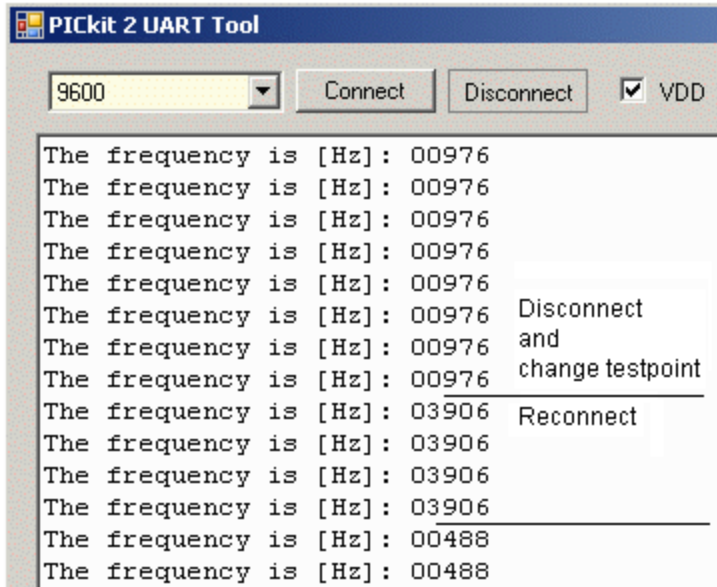 PICkit 2 UART Tool
9600 Connect Disconnect VDD
The frequency is [Hz]: 00976
The frequency is [Hz]: 00976
The frequency is [Hz]: 00976
The frequency is [Hz]: 00976
The frequency is [Hz]: 00976
The frequency is [Hz]: 00976
The frequency is [Hz]: 00976
The frequency is [Hz]: 00976
Disconnect
and
change testpoint
The frequency is [Hz]: 03906
Reconnect
The frequency is [Hz]: 03906
The frequency is [Hz]: 03906
The frequency is [Hz]: 03906
The frequency is [Hz]: 00488
The frequency is [Hz]: 00488